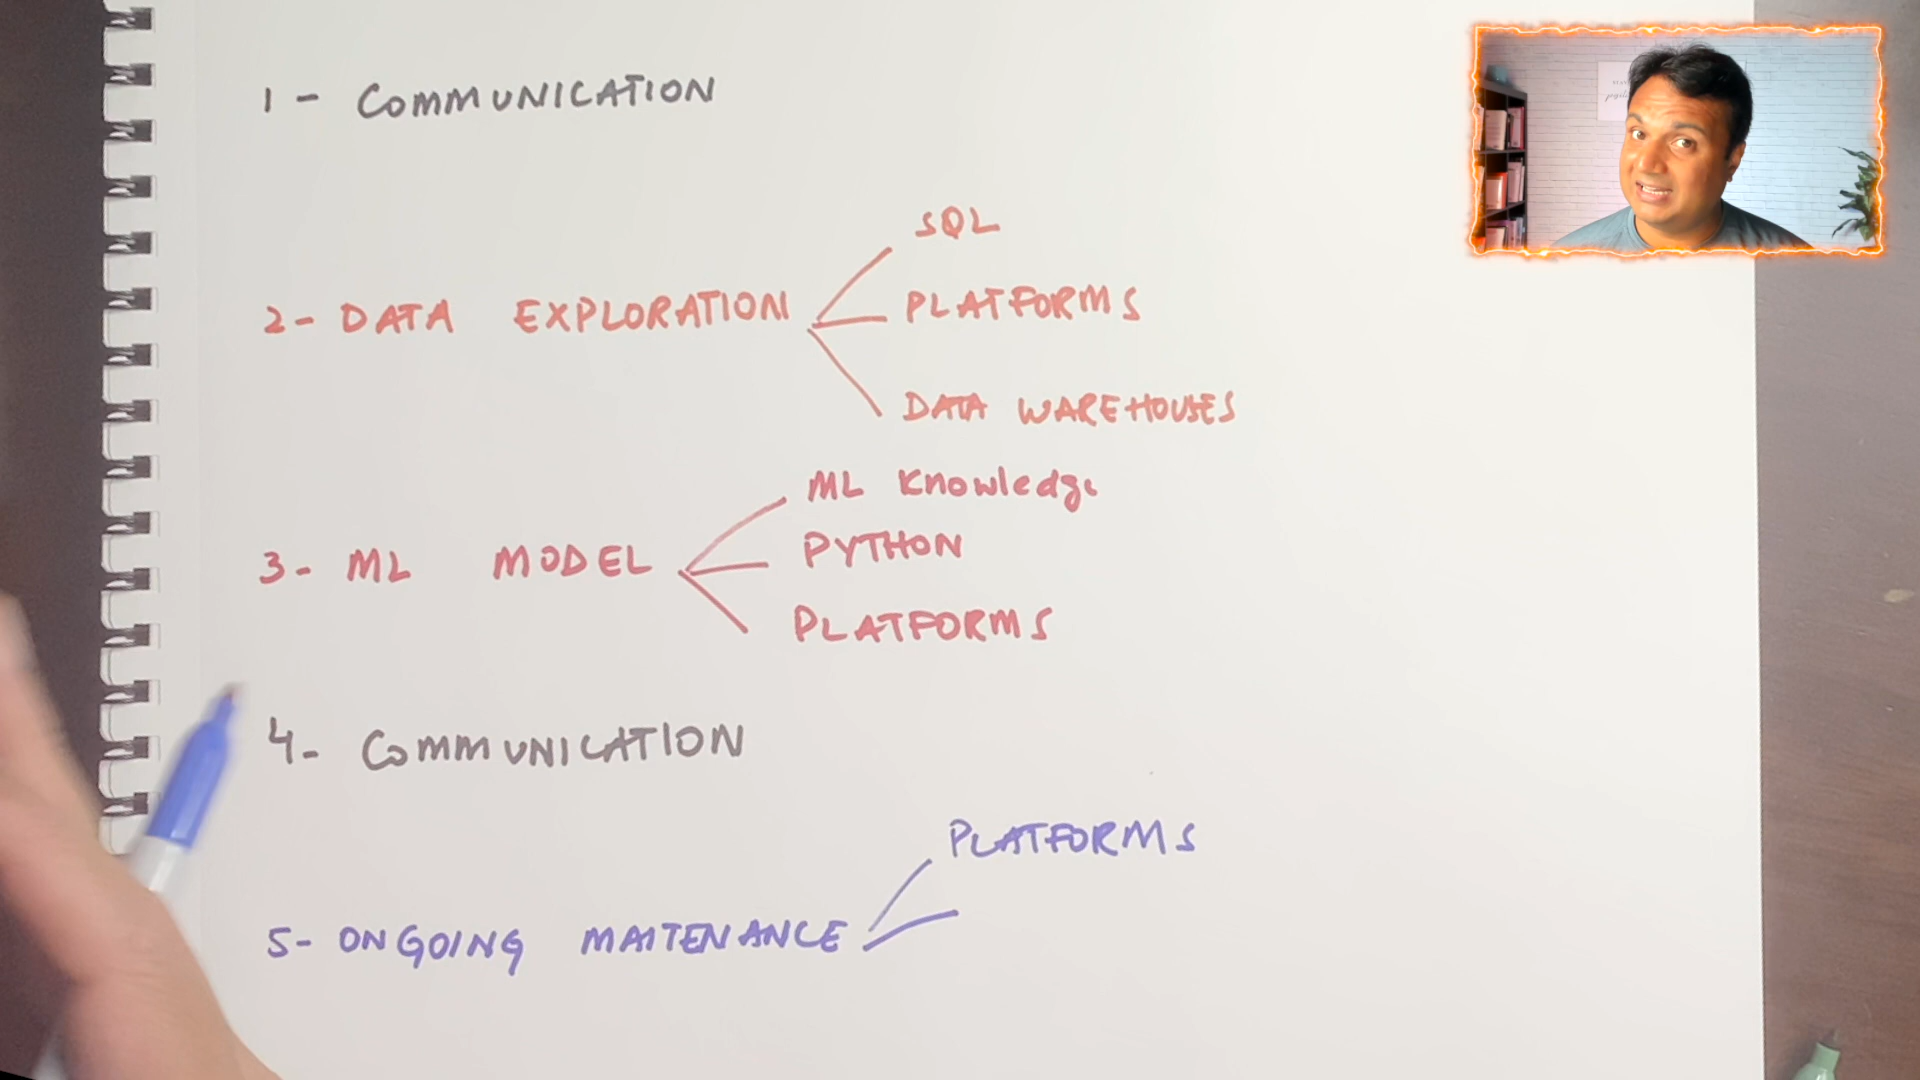 1 - COMMUNICATION
SQL
2- DATA EXPLORATION
PLATFORMS
DATA WAREHOUSES
ML Knowledge
PYTHON
3- ML MODEL
PLATFORMS
4- COMMUNICATION
PLATFORMS
5- ONGOING MAITENANCE